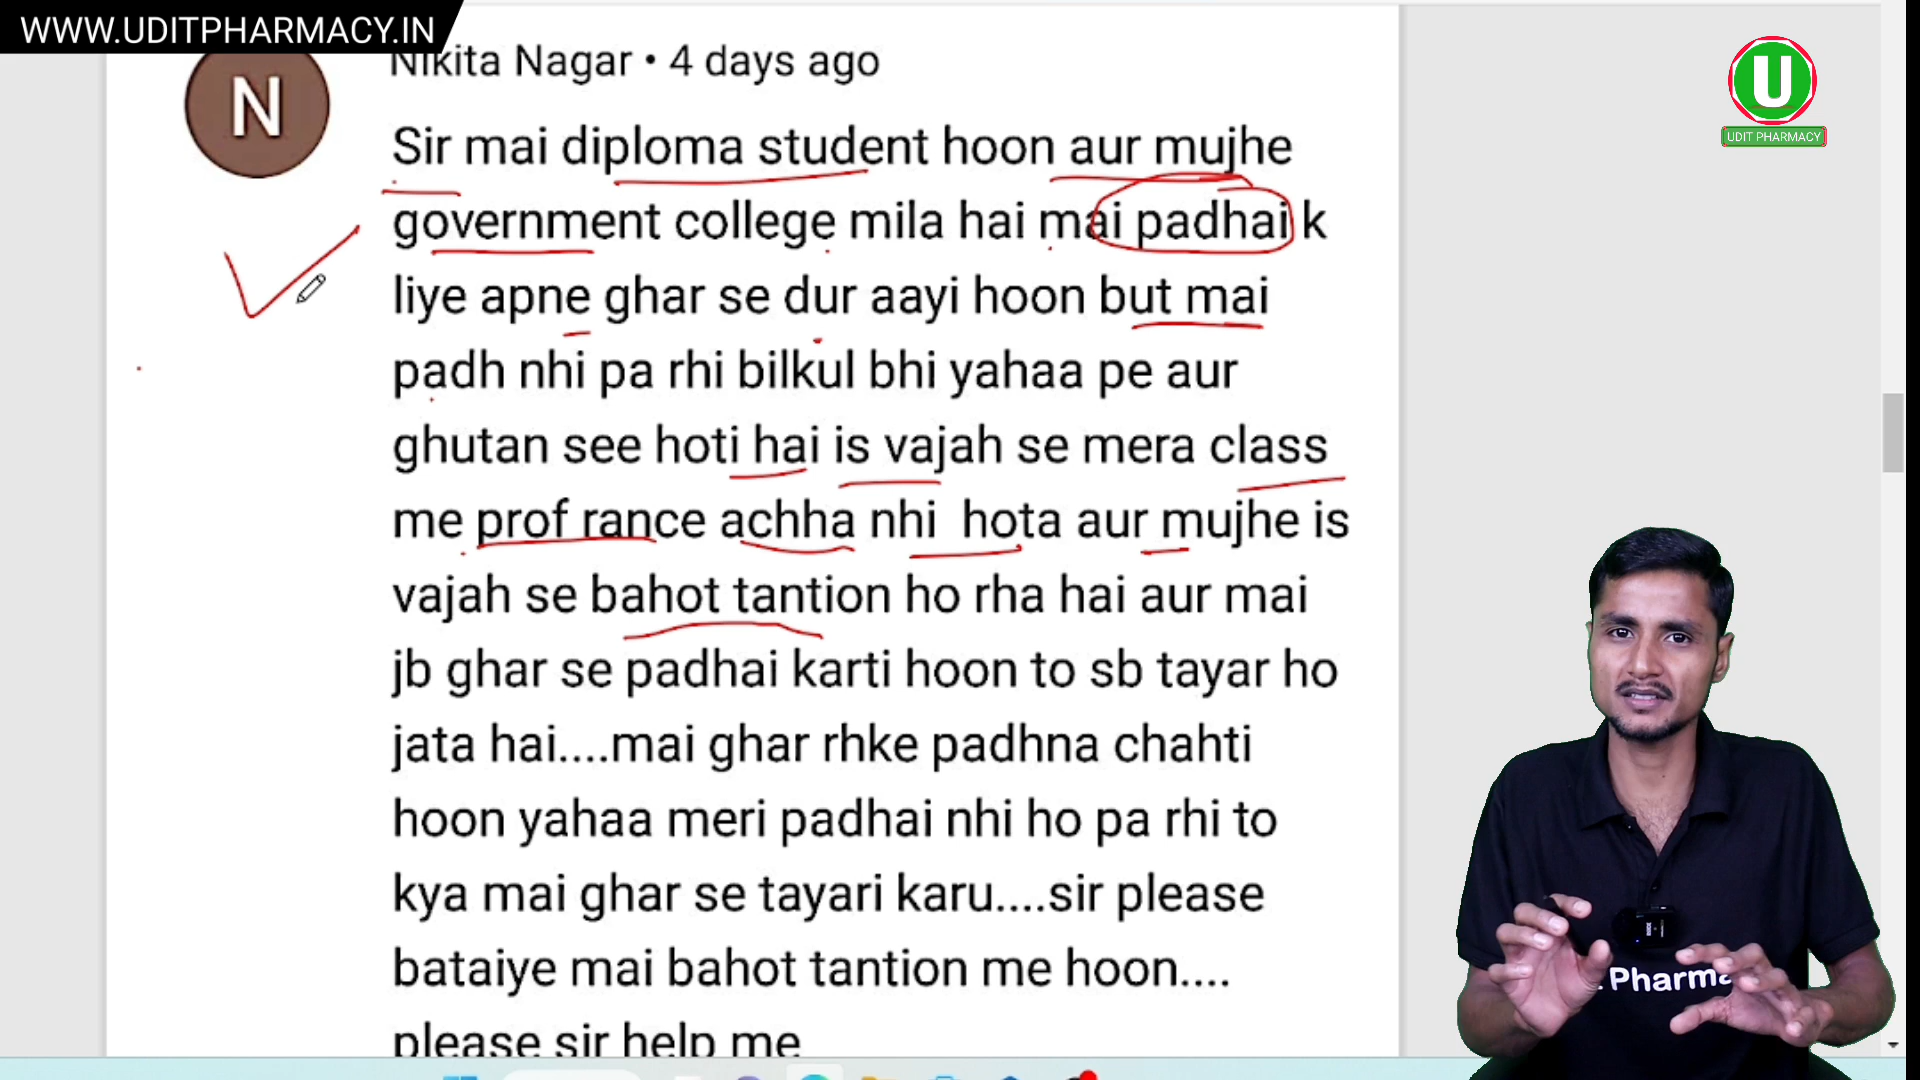 WWW.UDITPHARMACY.IN
Nikita Nagar • 4 days ago
N
U
UDIT PHARMACY
Sir mai diploma student hoon aur mujhe
government college mila hai mai padhai k
liye apne ghar se dur aayi hoon but mai
padh nhi pa rhi bilkul bhi yahaa pe aur
ghutan see hoti hai is vajah se mera class
me prof rance achha nhi hota aur mujhe is
vajah se bahot tantion ho rha hai aur mai
jb ghar se padhai karti hoon to sb tayar ho
jata hai....mai ghar rhke padhna chahti
hoon yahaa meri padhai nhi ho pa rhi to
kya mai ghar se tayari karu....sir please
bataiye mai bahot tantion me hoon....
please sir help me
Pharma